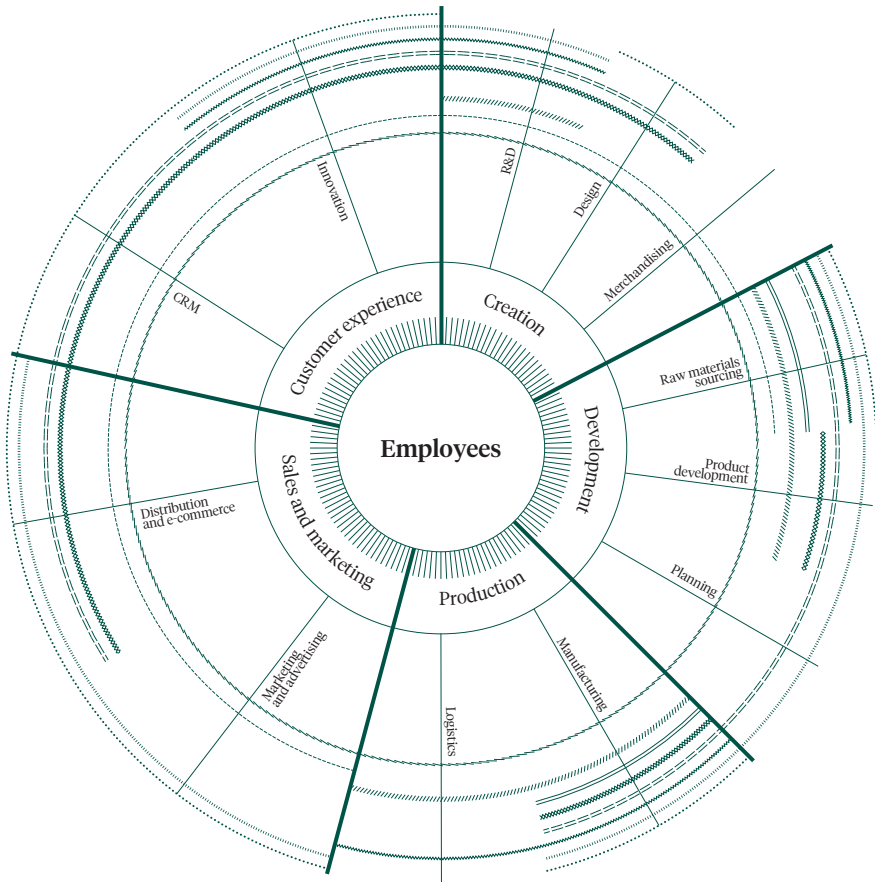 Employees
Creation
R&D
Design
Merchandising
Development
Raw materials
sourcing
Product
development
Planning
Production
Manufacturing
Logistics
Sales and marketing
Marketing
and advertising
Distribution
and e-commerce
Customer experience
CRM
Innovation